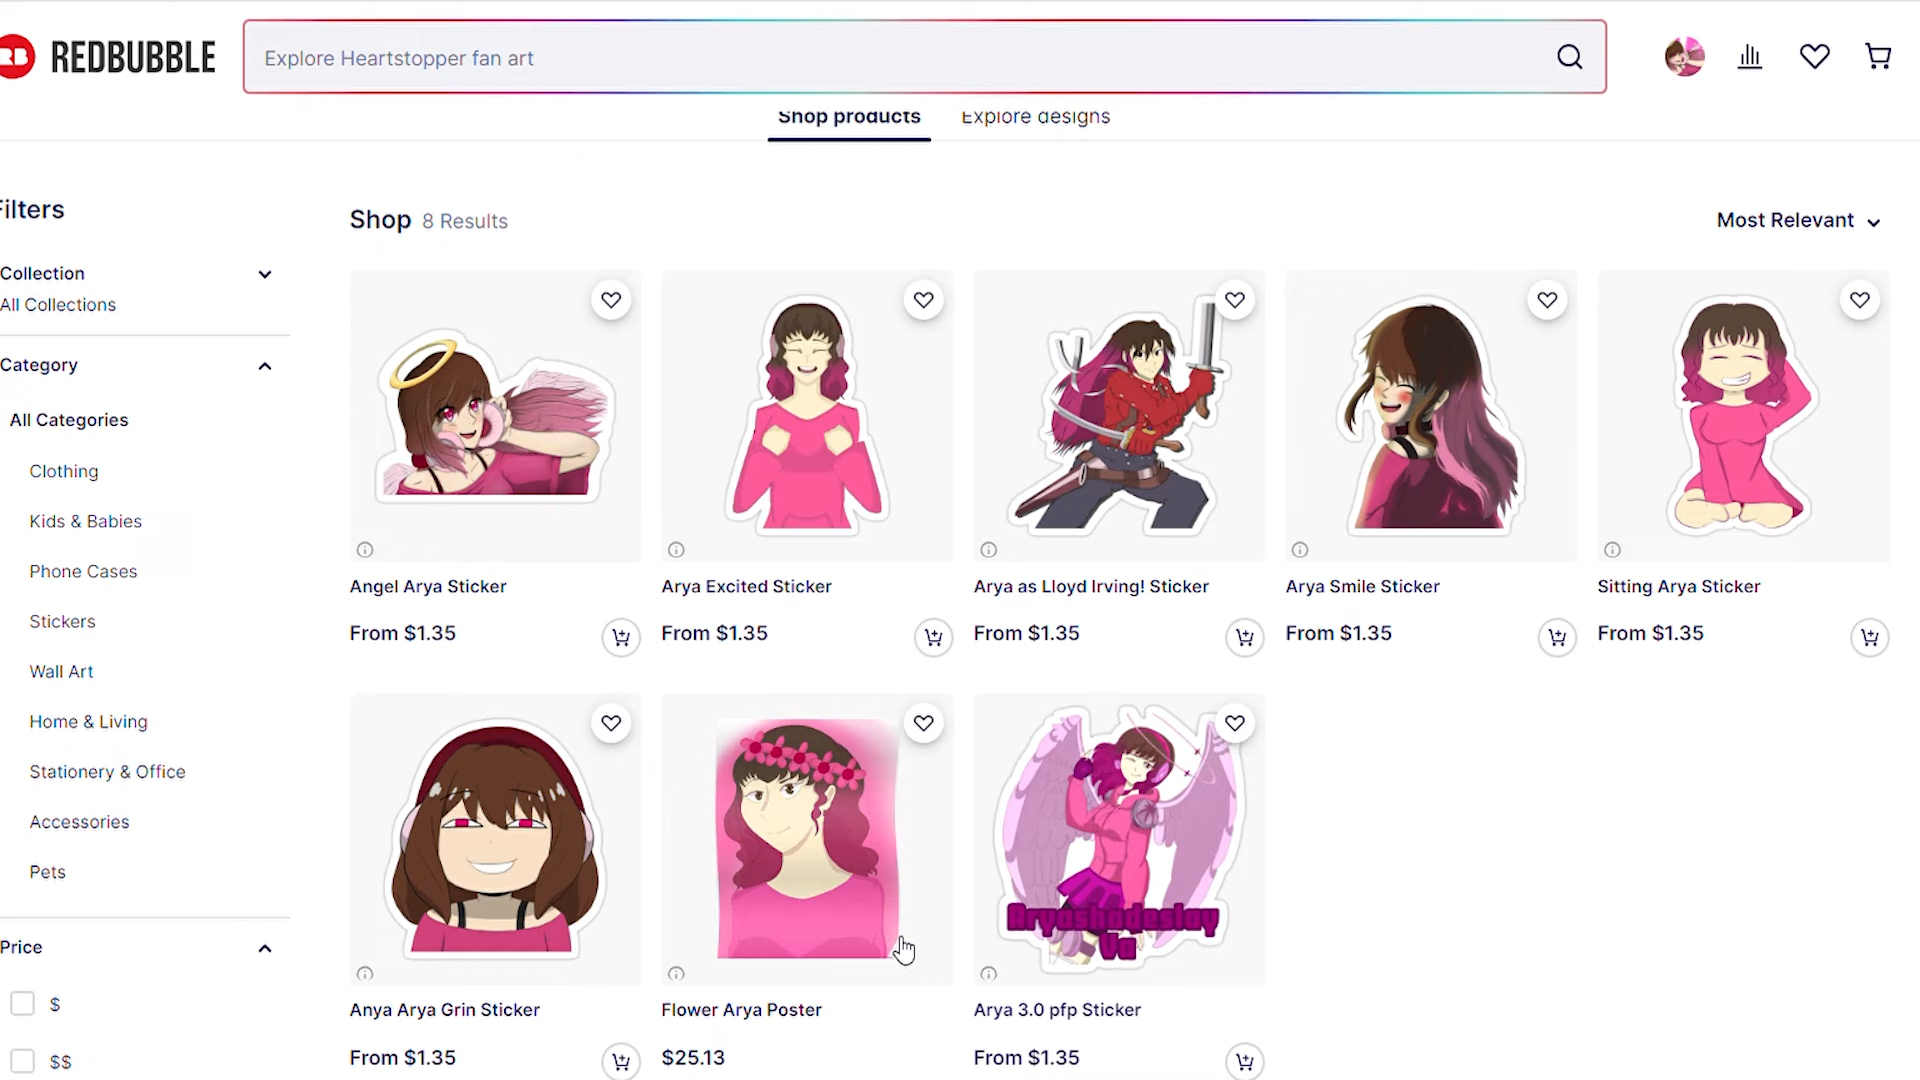 RB REDBUBBLE
Explore Heartstopper fan art
Shop products Explore designs
Filters
Shop 8 Results
Most Relevant
Collection
All Collections
Category
All Categories
Clothing
Kids & Babies
Phone Cases
Stickers
Wall Art
Home & Living
Stationery & Office
Accessories
Pets
Price
$
$$
Angel Arya Sticker
From $1.35
Arya Excited Sticker
From $1.35
Arya as Lloyd Irving! Sticker
From $1.35
Arya Smile Sticker
From $1.35
Sitting Arya Sticker
From $1.35
Anya Arya Grin Sticker
From $1.35
Flower Arya Poster
$25.13
Aryashadeslay
Va
Arya 3.0 pfp Sticker
From $1.35